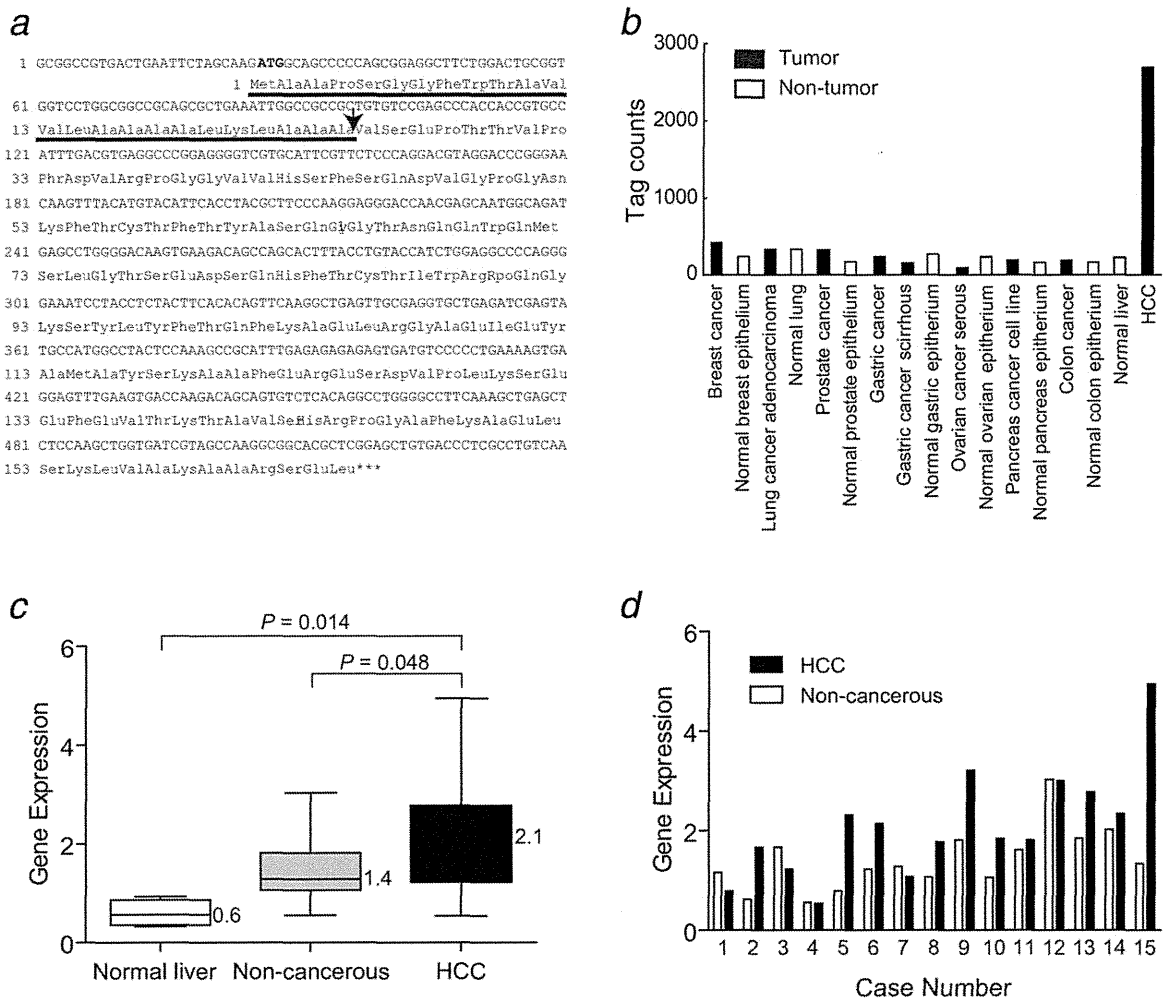 a
1 GCGGCCGTGACTGAATTCTAGCAAGATGGCAGCCCCCAGCGGAGGCTTCTGGACTGCGGT
1 MetAlaAlaProSerGlyGlyPheTrpThrAlaVal
61 GGTCCTGGCGGCCGCAGCGCTGAAATTGGCCGCCGCTGTGTCCGAGCCCACCACCGTGCC
13 ValLeuAlaAlaAlaAlaLeuLysLeuAlaAlaAlaValSerGluProThrThrValPro
121 ATTTGACGTGAGGCCCGGAGGGGTCGTGCATTCGTTCTCCCAGGACGTAGGACCCGGGAA
33 PhrAspValArgProGlyGlyValValHisSerPheSerGlnAspValGlyProGlyAsn
181 CAAGTTTACATGTACATTCACCTACGCTTCCCAAGGAGGGACCAACGAGCAATGGCAGAT
53 LysPheThrCysThrPheThrTyrAlaSerGlnGlyGlyThrAsnGlnGlnTrpGlnMet
241 GAGCCTGGGGACAAGTGAAGACAGCCAGCACTTTACCTGTACCATCTGGAGGCCCCAGGG
73 SerLeuGlyThrSerGluAspSerGlnHisPheThrCysThrIleTrpArgRpoGlnGly
301 GAAATCCTACCTCTACTTCACACAGTTCAAGGCTGAGTTGCGAGGTGCTGAGATCGAGTA
93 LysSerTyrLeuTyrPheThrGlnPheLysAlaGluLeuArgGlyAlaGluIleGluTyr
361 TGCCATGGCCTACTCCAAAGCCGCATTTGAGAGAGAGAGTGATGTCCCCCTGAAAAGTGA
113 AlaMetAlaTyrSerLysAlaAlaPheGluArgGluSerAspValProLeuLysSerGlu
421 GGAGTTTGAAGTGACCAAGACAGCAGTGTCTCACAGGCCTGGGGCCTTCAAAGCTGAGCT
133 GluPheGluValThrLysThrAlaValSerHisArgProGlyAlaPheLysAlaGluLeu
481 CTCCAAGCTGGTGATCGTAGCCAAGGCGGCACGCTCGGAGCTGTGACCCTCGCCTGTCAA
153 SerLysLeuValAlaLysAlaAlaArgSerGluLeu***
b
3000
2000
1000
0
Tag counts
Tumor
Non-tumor
Breast cancer
Normal breast epithelium
Lung cancer adenocarcinoma
Normal lung
Prostate cancer
Normal prostate epithelium
Gastric cancer
Gastric cancer scirrhous
Normal gastric epitherium
Ovarian cancer serous
Normal ovarian epitherium
Pancreas cancer cell line
Normal pancreas epitherium
Colon cancer
Normal colon epitherium
Normal liver
HCC
c
P = 0.014
P = 0.048
6
4
2
0
Gene Expression
0.6
1.4
2.1
Normal liver Non-cancerous HCC
d
6
4
2
0
Gene Expression
HCC
Non-cancerous
1 2 3 4 5 6 7 8 9 10 11 12 13 14 15
Case Number